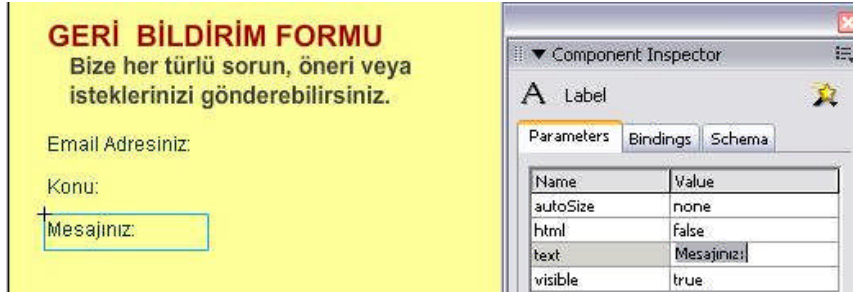 GERİ BİLDİRİM FORMU
Bize her türlü sorun, öneri veya
isteklerinizi gönderebilirsiniz.
Email Adresiniz:
Konu:
Mesajınız:
Component Inspector
A Label
Parameters Bindings Schema
Name Value
autoSize none
html false
text Mesajınız:
visible true